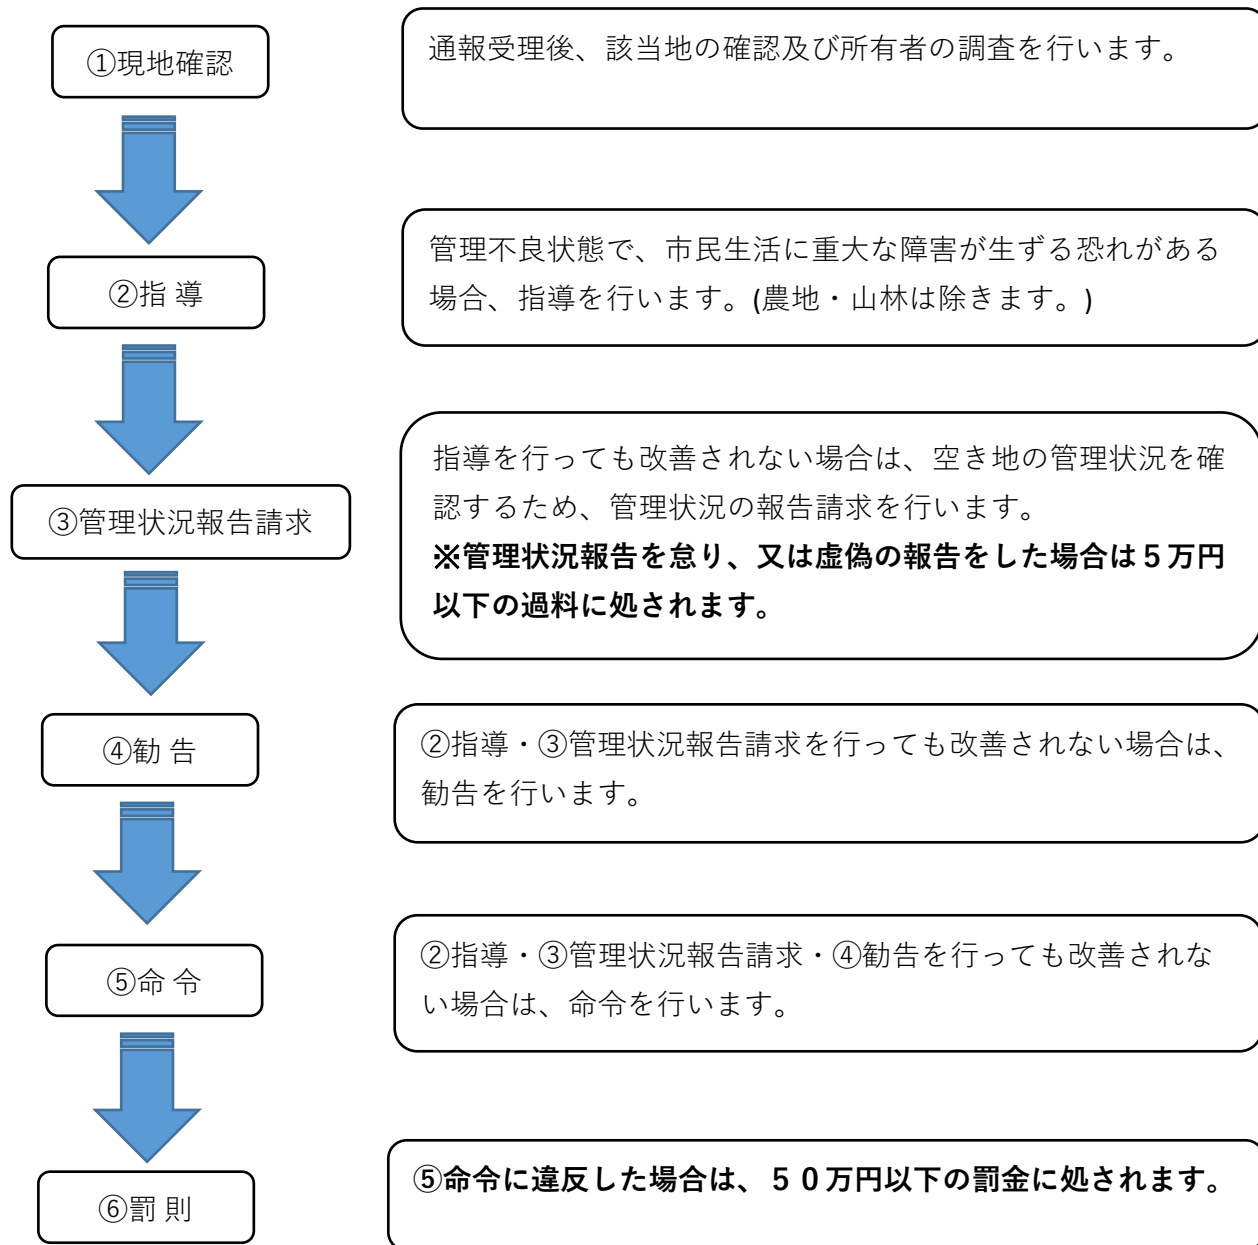 ①現地確認
通報受理後、該当地の確認及び所有者の調査を行います。
②指 導
管理不良状態で、市民生活に重大な障害が生ずる恐れがある
場合、指導を行います。(農地・山林は除きます。)
③管理状況報告請求
指導を行っても改善されない場合は、空き地の管理状況を確
認するため、管理状況の報告請求を行います。
※管理状況報告を怠り、又は虚偽の報告をした場合は５万円
以下の過料に処されます。
④勧 告
②指導・③管理状況報告請求を行っても改善されない場合は、
勧告を行います。
⑤命 令
②指導・③管理状況報告請求・④勧告を行っても改善されな
い場合は、命令を行います。
⑥罰 則
⑤命令に違反した場合は、５０万円以下の罰金に処されます。